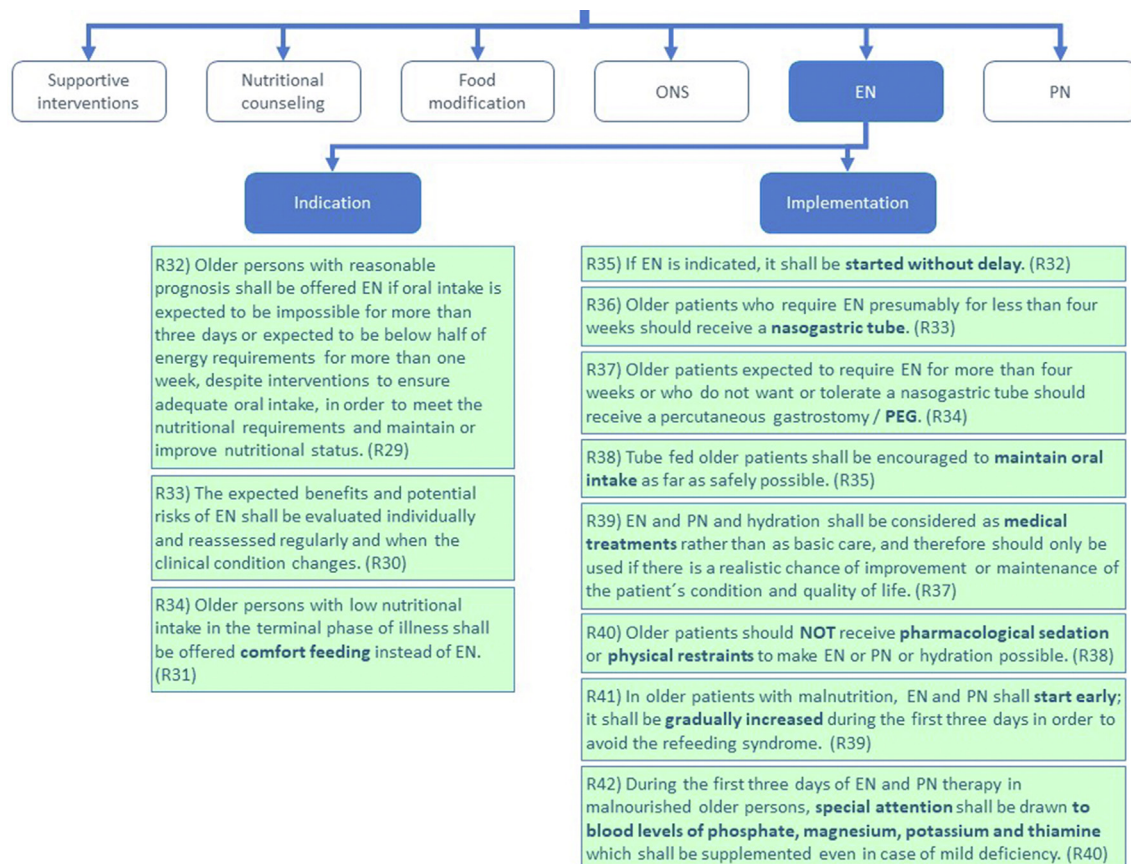 Supportive
interventions
Nutritional
counseling
Food
modification
ONS
EN
PN
Indication
Implementation
R32) Older persons with reasonable
prognosis shall be offered EN if oral intake is
expected to be impossible for more than
three days or expected to be below half of
energy requirements for more than one
week, despite interventions to ensure
adequate oral intake, in order to meet the
nutritional requirements and maintain or
improve nutritional status. (R29)
R33) The expected benefits and potential
risks of EN shall be evaluated individually
and reassessed regularly and when the
clinical condition changes. (R30)
R34) Older persons with low nutritional
intake in the terminal phase of illness shall
be offered comfort feeding instead of EN.
(R31)
R35) If EN is indicated, it shall be started without delay. (R32)
R36) Older patients who require EN presumably for less than four
weeks should receive a nasogastric tube. (R33)
R37) Older patients expected to require EN for more than four
weeks or who do not want or tolerate a nasogastric tube should
receive a percutaneous gastrostomy / PEG. (R34)
R38) Tube fed older patients shall be encouraged to maintain oral
intake as far as safely possible. (R35)
R39) EN and PN and hydration shall be considered as medical
treatments rather than as basic care, and therefore should only be
used if there is a realistic chance of improvement or maintenance of
the patient´s condition and quality of life. (R37)
R40) Older patients should NOT receive pharmacological sedation
or physical restraints to make EN or PN or hydration possible. (R38)
R41) In older patients with malnutrition, EN and PN shall start early;
it shall be gradually increased during the first three days in order to
avoid the refeeding syndrome. (R39)
R42) During the first three days of EN and PN therapy in
malnourished older persons, special attention shall be drawn to
blood levels of phosphate, magnesium, potassium and thiamine
which shall be supplemented even in case of mild deficiency. (R40)